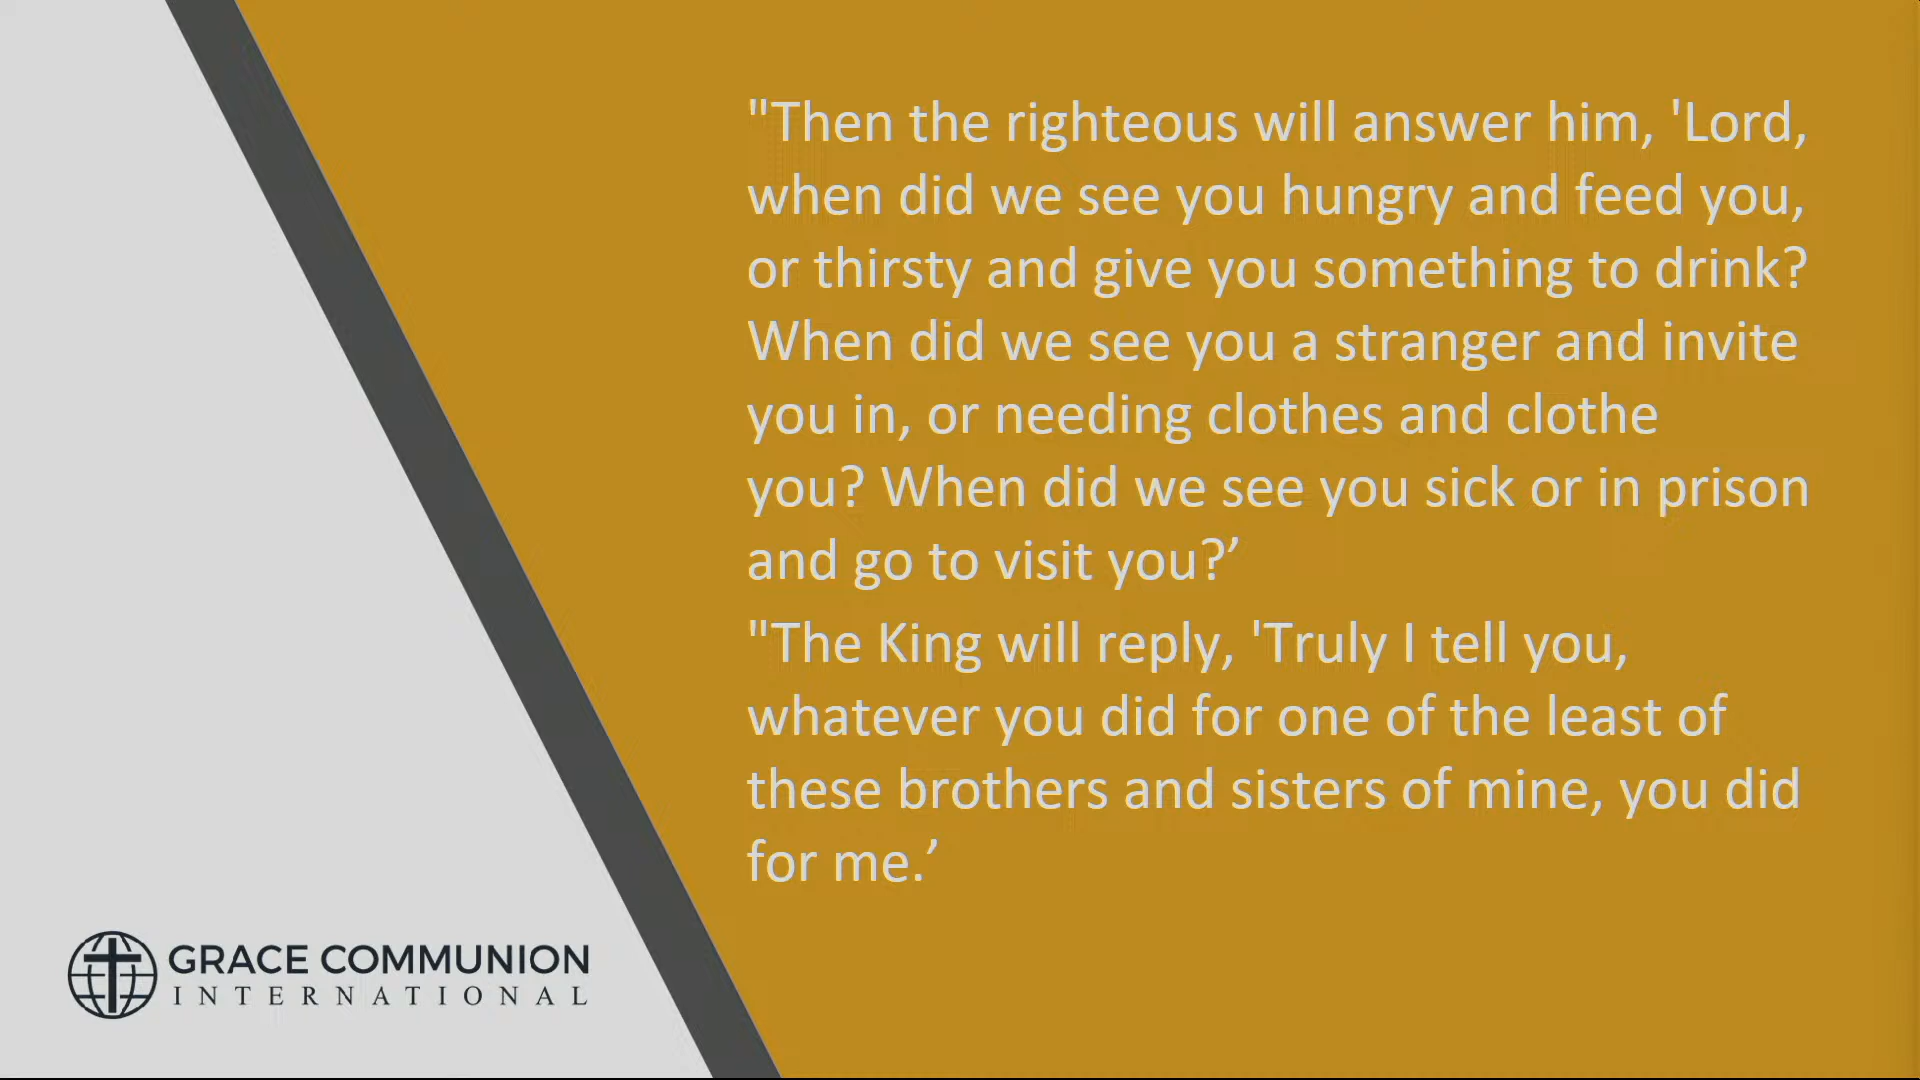 "Then the righteous will answer him, 'Lord,
when did we see you hungry and feed you,
or thirsty and give you something to drink?
When did we see you a stranger and invite
you in, or needing clothes and clothe
you? When did we see you sick or in prison
and go to visit you?’
"The King will reply, 'Truly I tell you,
whatever you did for one of the least of
these brothers and sisters of mine, you did
for me.’
GRACE COMMUNION
INTERNATIONAL